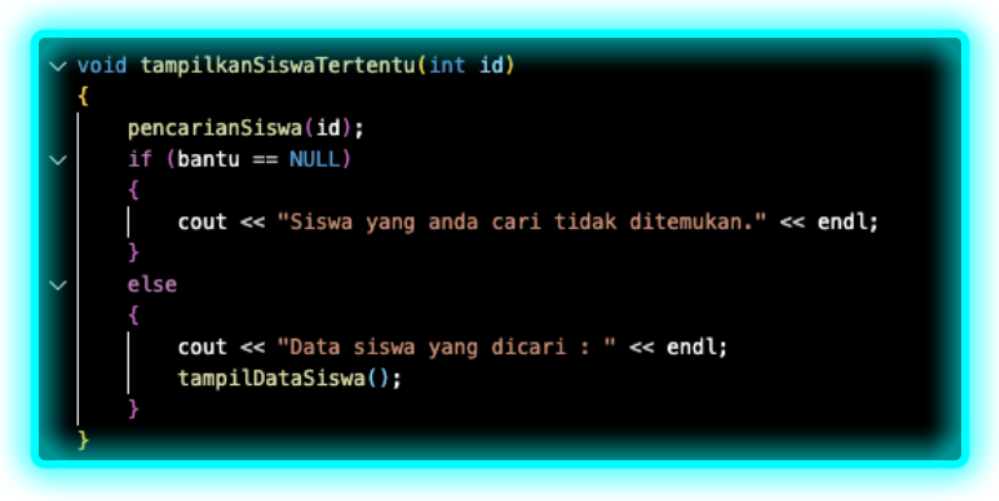 void tampilkanSiswaTertentu(int id)
{
pencarianSiswa(id);
if (bantu == NULL)
{
cout << "Siswa yang anda cari tidak ditemukan." << endl;
}
else
{
cout << "Data siswa yang dicari : " << endl;
tampilDataSiswa();
}
}